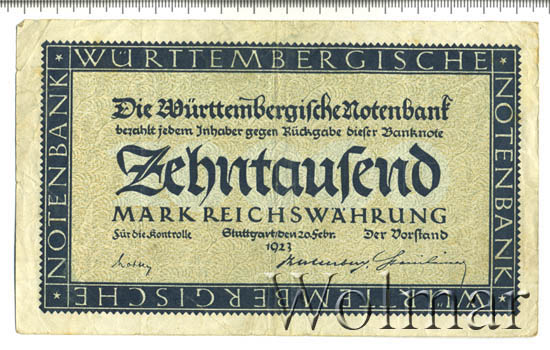 WÜRTTEMBERGISCHE
NOTENBANK
NOTENBANK
WÜRTTEMBERGISCHE
Die Württembergische Notenbank
bezahlt jedem Inhaber gegen Rückgabe dieser Banknote
Zehntausend
MARK REICHSWÄHRUNG
Für die Kontrolle Stuttgart/den 20.Febr. Der Vorstand
1923
Wolmar